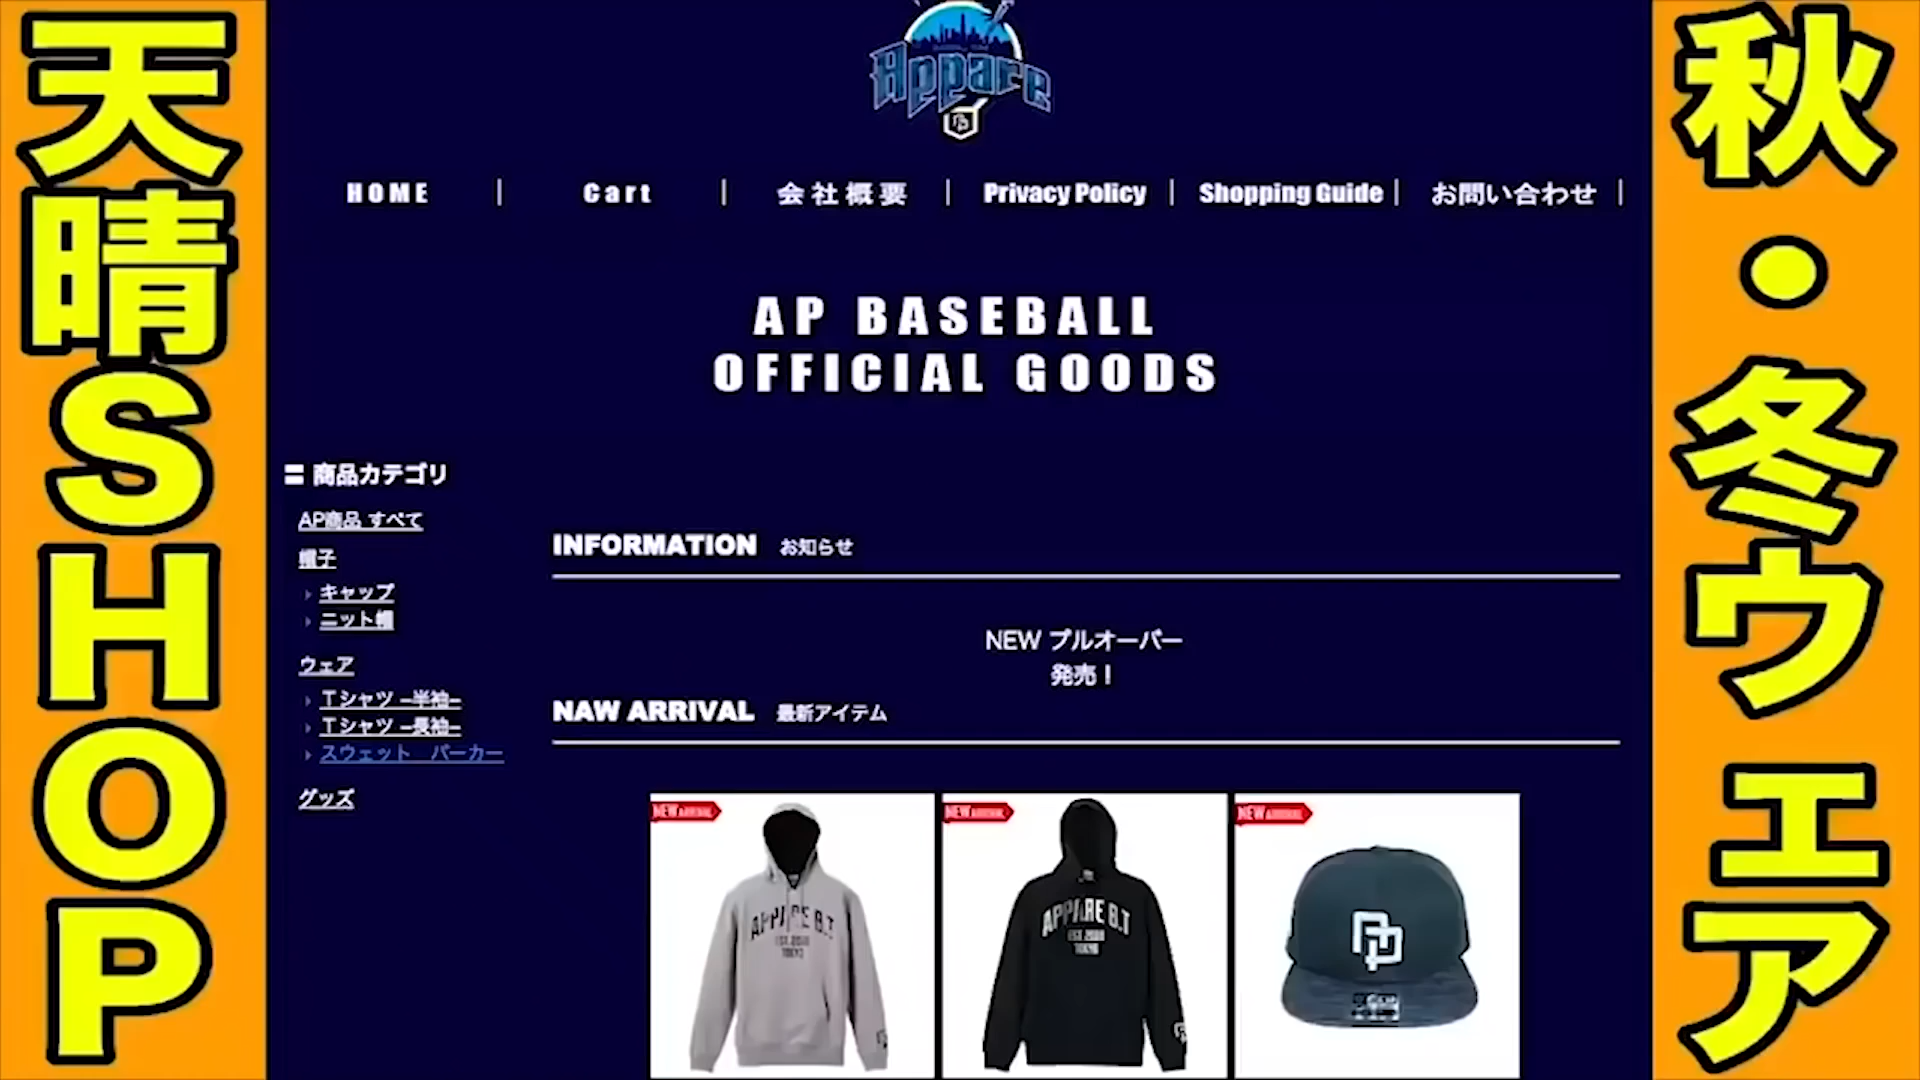 天晴SHOP
秋・冬ウェア
Appare
HOME
Cart
会社概要
Privacy Policy
Shopping Guide
お問い合わせ
AP BASEBALL
OFFICIAL GOODS
商品カテゴリ
AP商品 すべて
帽子
キャップ
ニット帽
ウェア
Tシャツ –半袖–
Tシャツ –長袖–
スウェット パーカー
グッズ
INFORMATION お知らせ
NEW プルオーバー
発売！
NAW ARRIVAL 最新アイテム
NEW ARRIVAL
NEW ARRIVAL
NEW ARRIVAL
APPARE B.T
TOKYO
APPARE B.T
TOKYO
AP